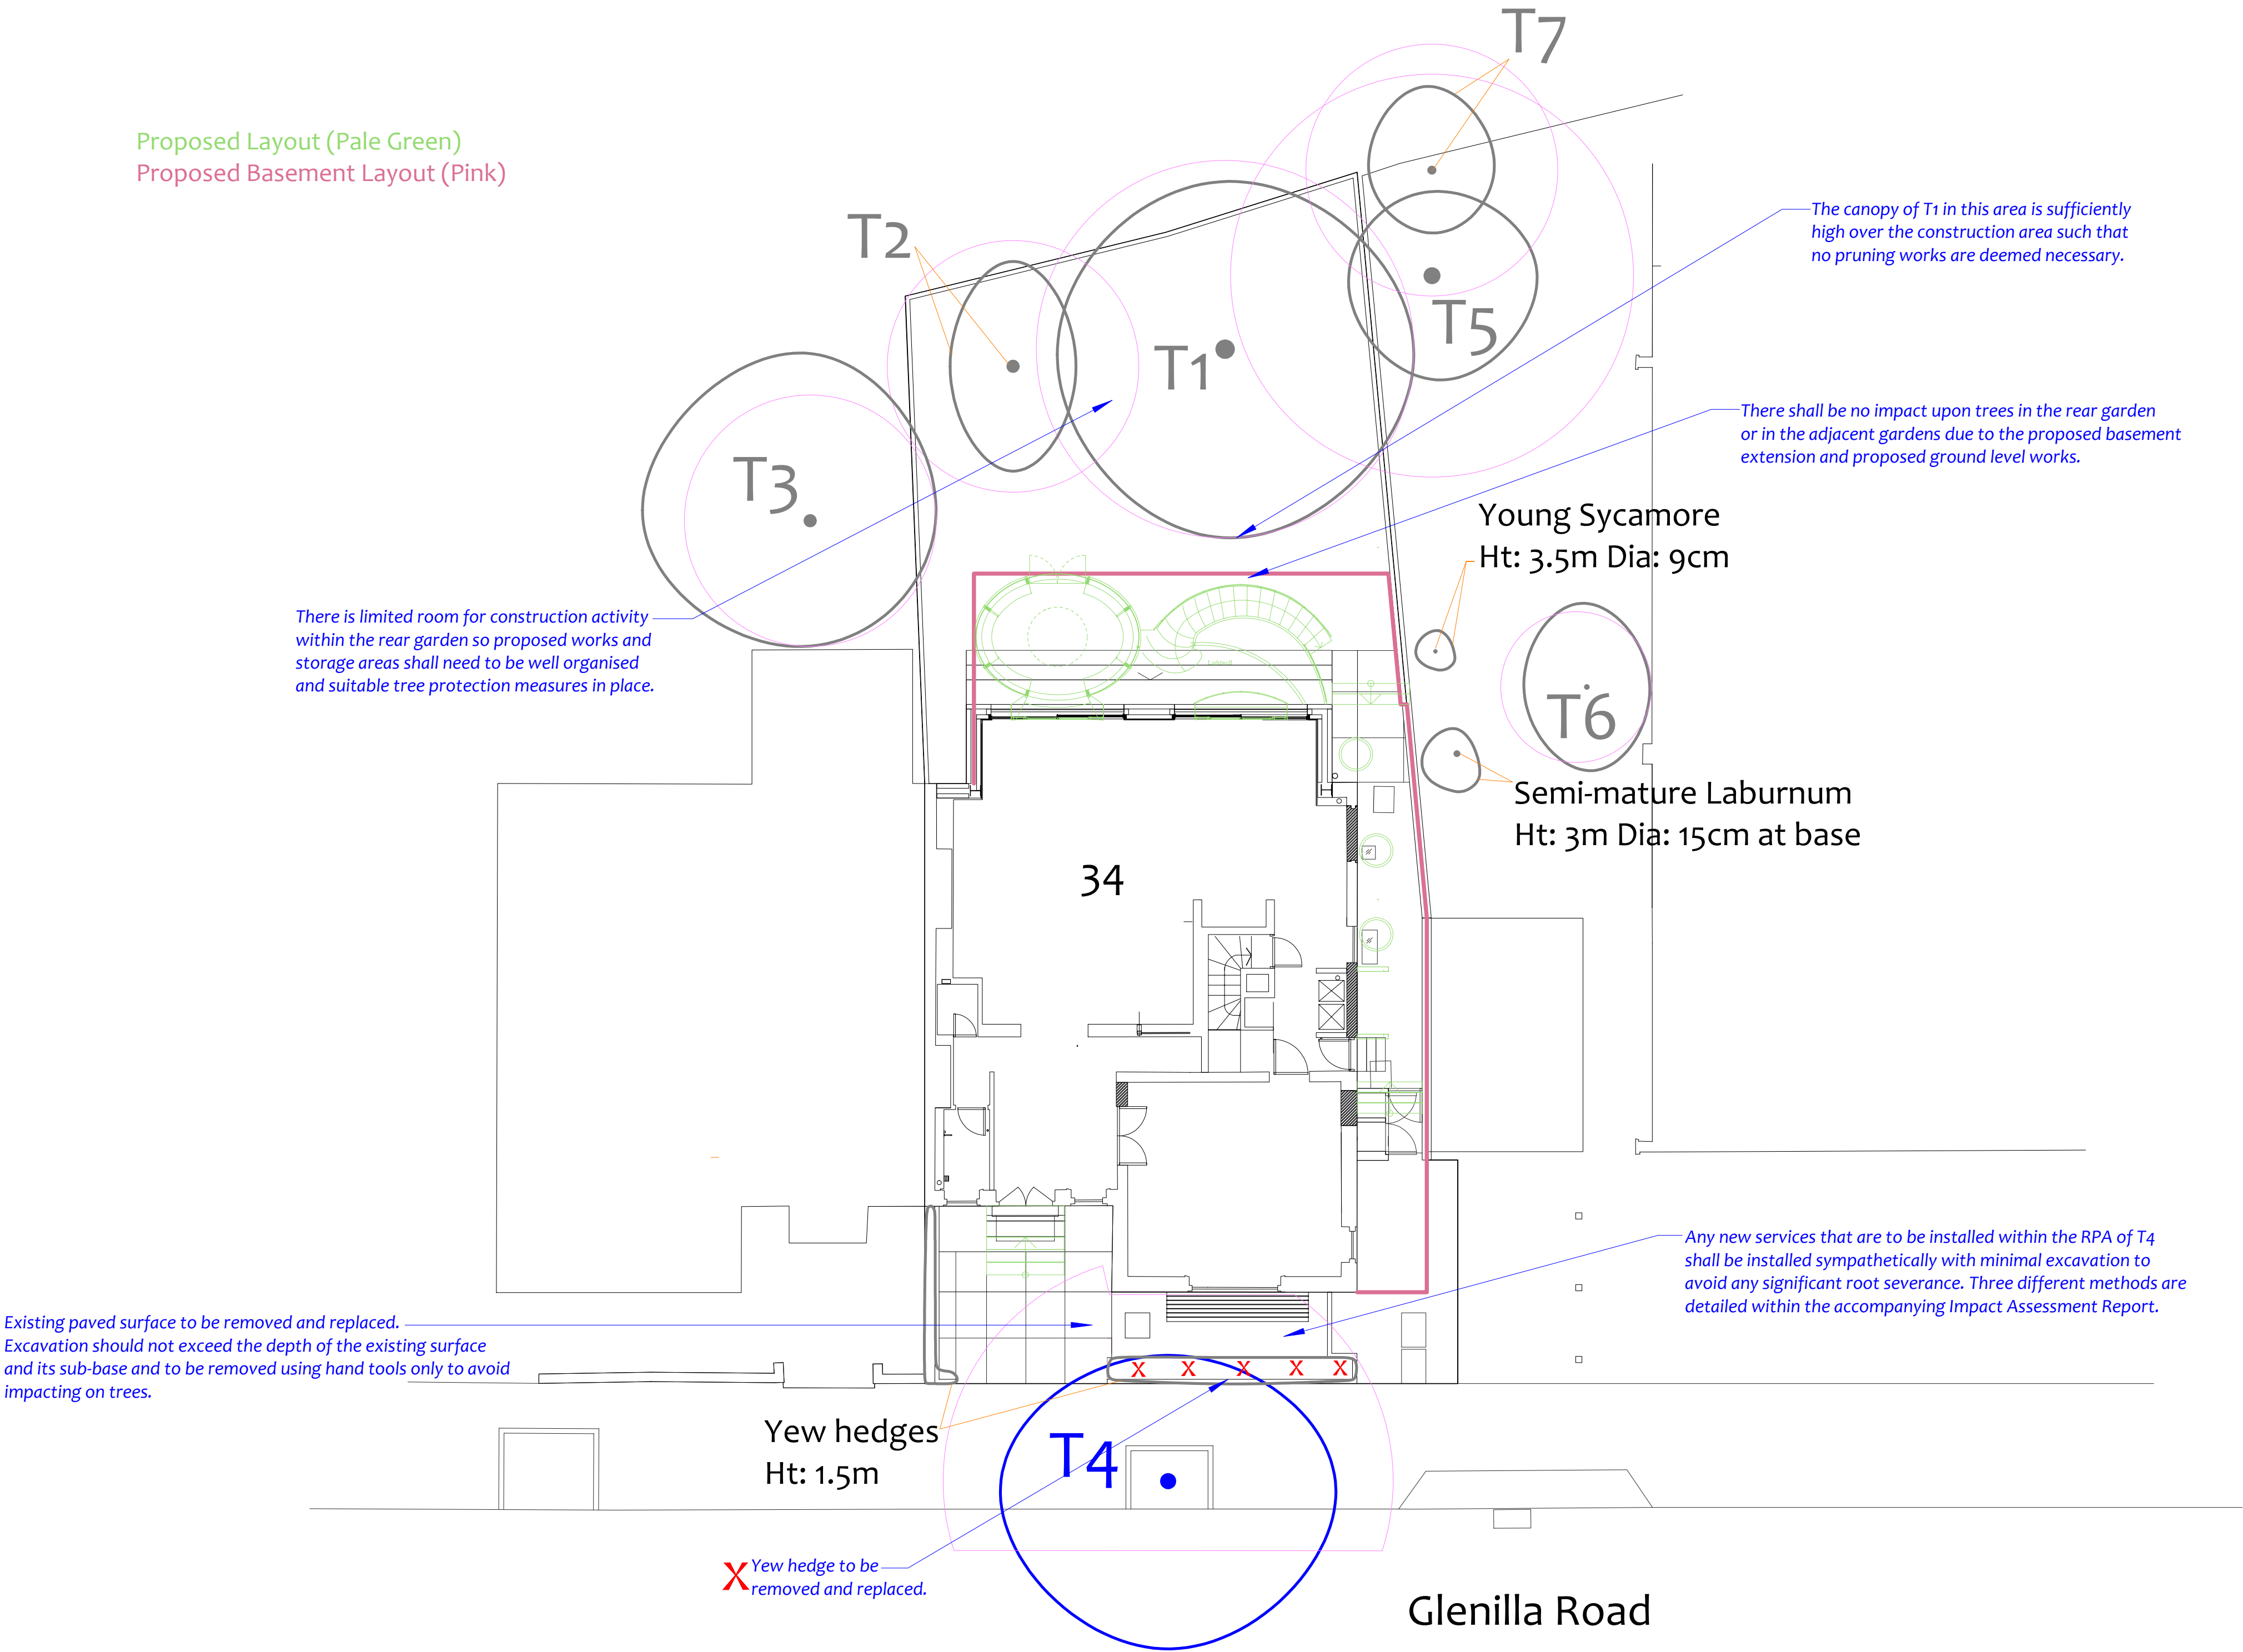 T7
Proposed Layout (Pale Green)
Proposed Basement Layout (Pink)
T2
The canopy of T1 in this area is sufficiently
high over the construction area such that
no pruning works are deemed necessary.
T5
T1
There shall be no impact upon trees in the rear garden
or in the adjacent gardens due to the proposed basement
extension and proposed ground level works.
T3
Young Sycamore
Ht: 3.5m Dia: 9cm
There is limited room for construction activity
within the rear garden so proposed works and
storage areas shall need to be well organised
and suitable tree protection measures in place.
T6
Semi-mature Laburnum
Ht: 3m Dia: 15cm at base
34
Any new services that are to be installed within the RPA of T4
shall be installed sympathetically with minimal excavation to
avoid any significant root severance. Three different methods are
detailed within the accompanying Impact Assessment Report.
Existing paved surface to be removed and replaced.
Excavation should not exceed the depth of the existing surface
and its sub-base and to be removed using hand tools only to avoid
impacting on trees.
X X X X X
Yew hedges
Ht: 1.5m
T4
X Yew hedge to be
removed and replaced.
Glenilla Road